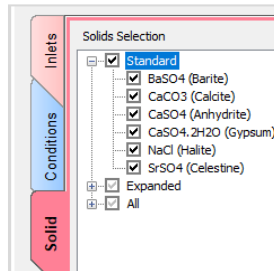 Inlets
Conditions
Solid
Solids Selection
Standard
BaSO4 (Barite)
CaCO3 (Calcite)
CaSO4 (Anhydrite)
CaSO4.2H2O (Gypsum)
NaCl (Halite)
SrSO4 (Celestine)
Expanded
All